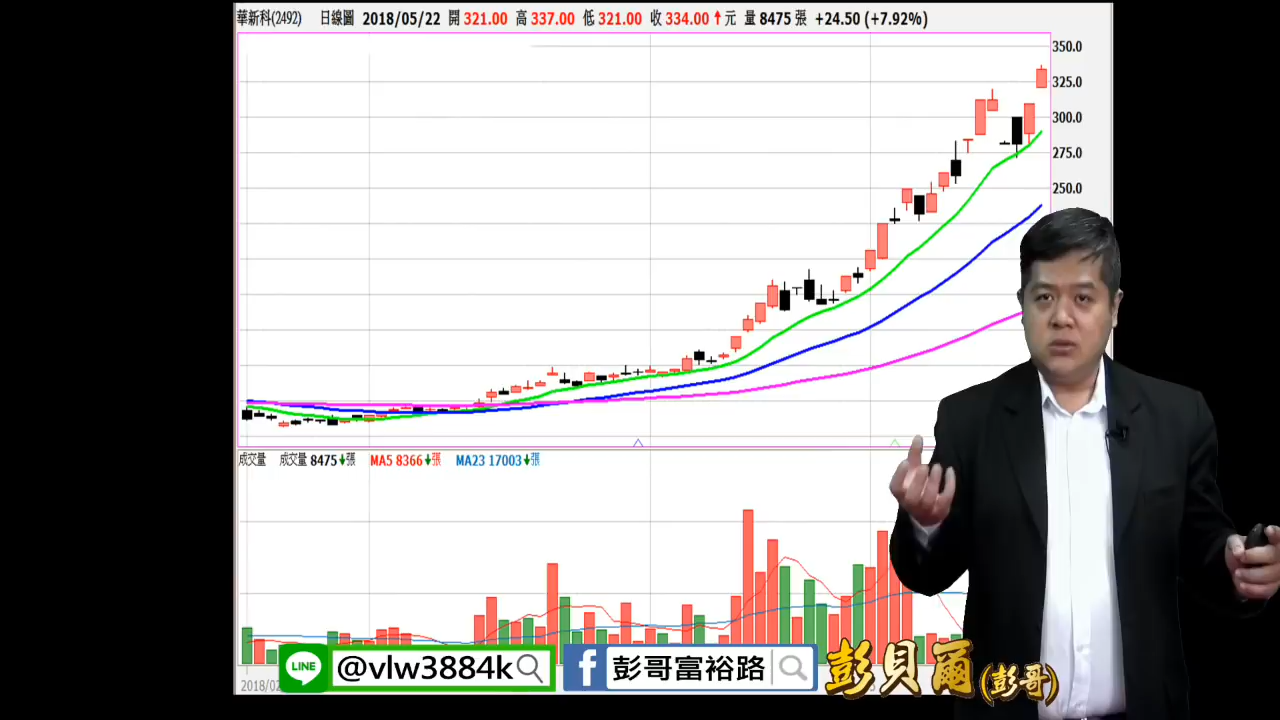 華新科(2492) 日線圖 2018/05/22 開 321.00 高 337.00 低 321.00 收 334.00↑元 量 8475 張 +24.50 (+7.92%)
350.0
325.0
300.0
275.0
250.0
成交量 成交量 8475↓張 MA5 8366↓張 MA23 17003↓張
2018/02
LINE @vlw3884k
f 彭哥富裕路
彭貝爾(彭哥)